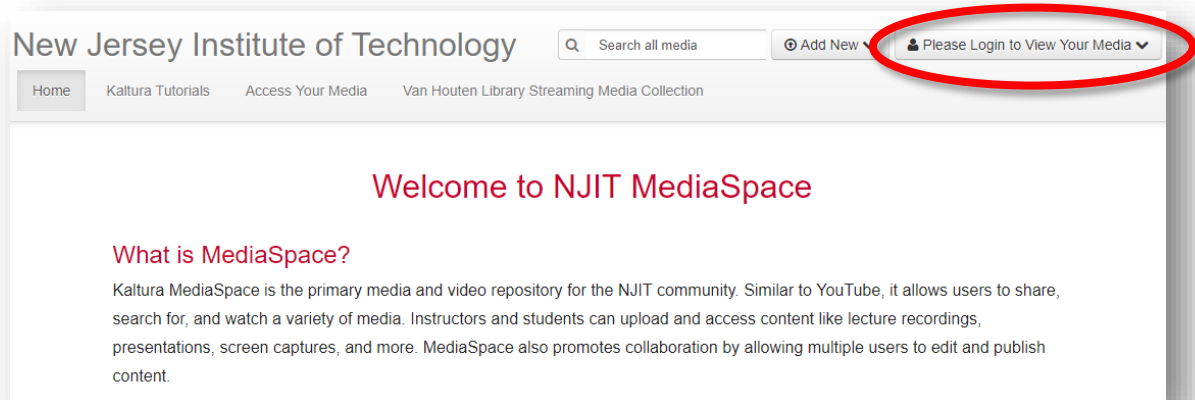 New Jersey Institute of Technology
Search all media
Add New
Please Login to View Your Media
Home Kaltura Tutorials Access Your Media Van Houten Library Streaming Media Collection
Welcome to NJIT MediaSpace
What is MediaSpace?
Kaltura MediaSpace is the primary media and video repository for the NJIT community. Similar to YouTube, it allows users to share,
search for, and watch a variety of media. Instructors and students can upload and access content like lecture recordings,
presentations, screen captures, and more. MediaSpace also promotes collaboration by allowing multiple users to edit and publish
content.